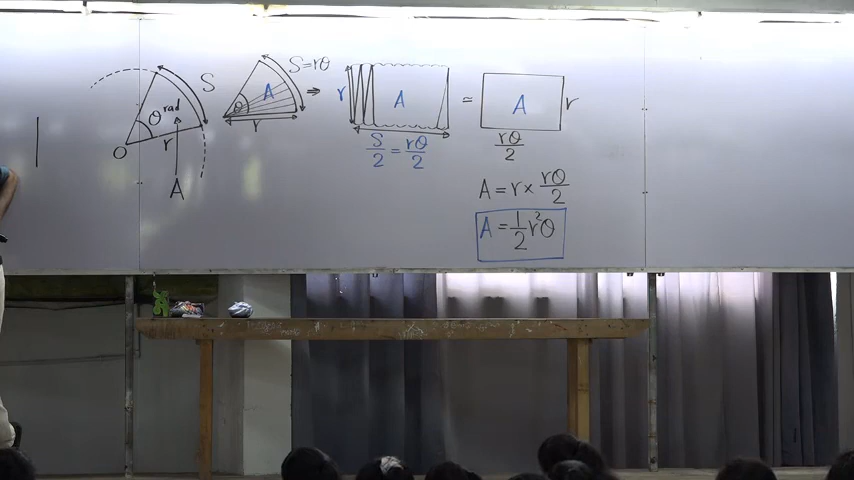 S
θ rad
r
O
A
S=rθ
A
θ
r
⇒
r
A
S/2 = rθ/2
=
A
r
rθ/2
A = r × rθ/2
A = 1/2 r²θ